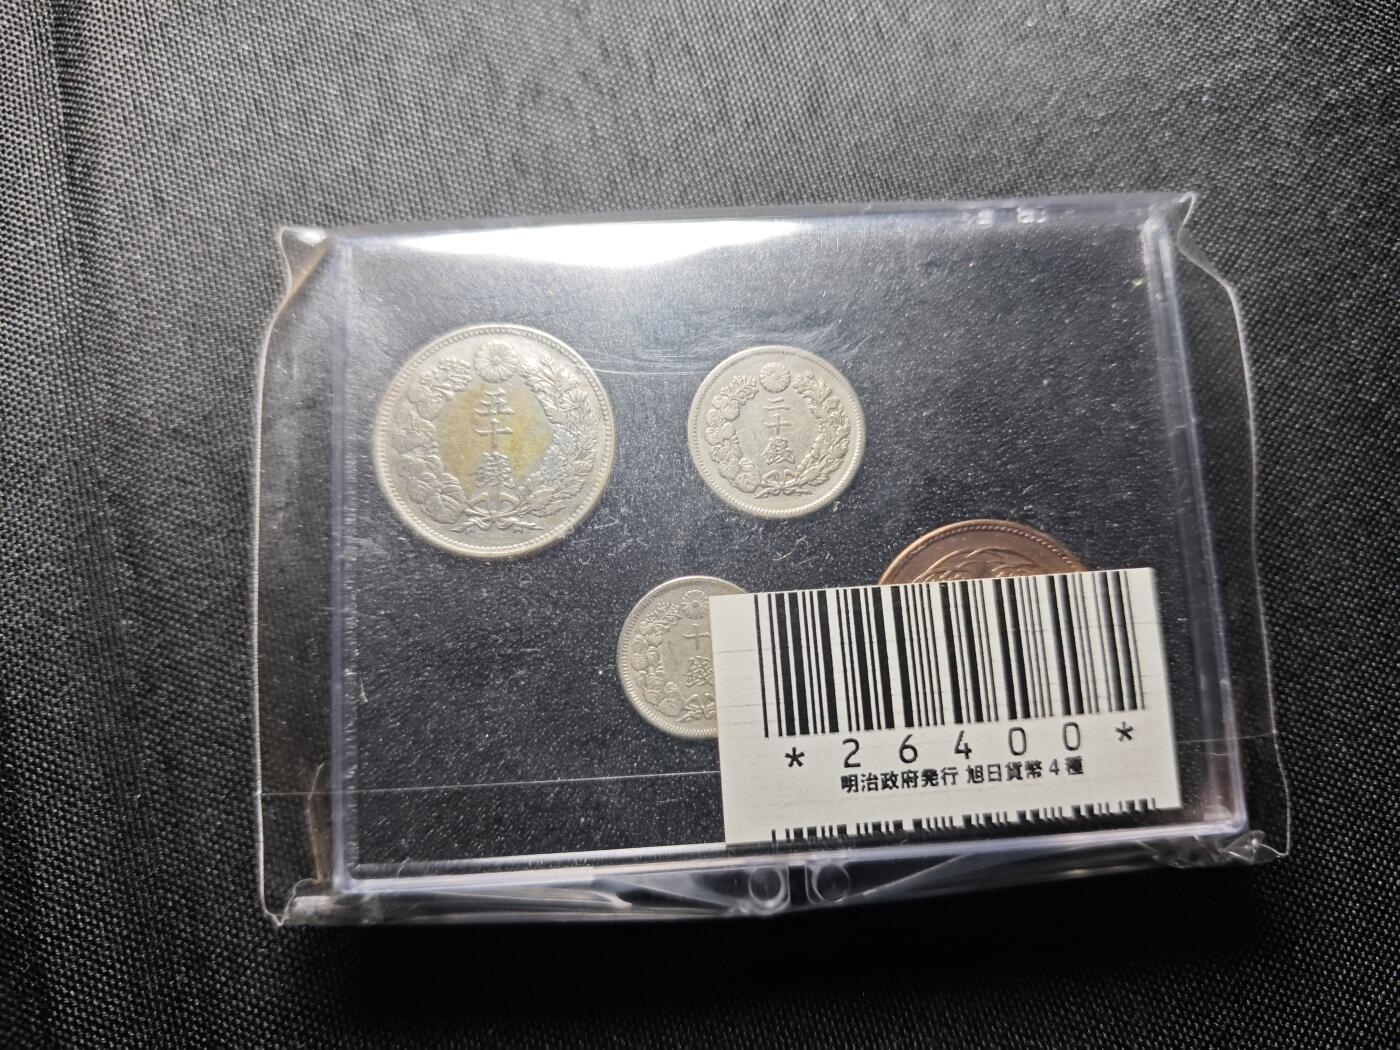 五十錢
二十錢
十錢
*26400*
明治政府発行 旭日貨幣4種